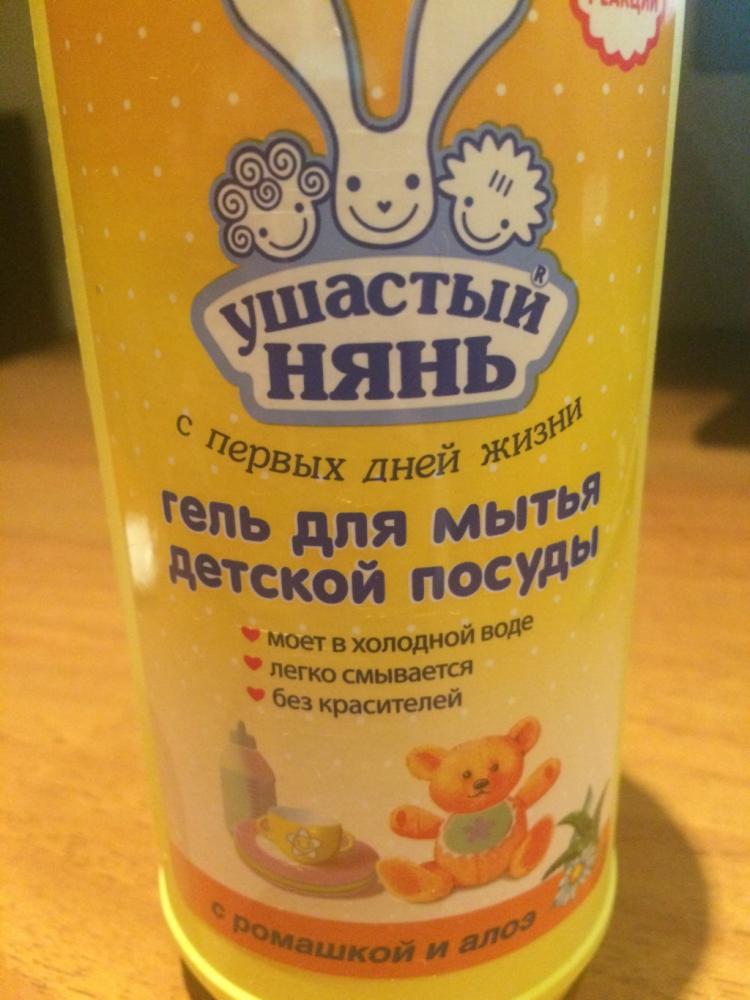 реакции
ушастый®
нянь
с первых дней жизни
гель для мытья
детской посуды
моет в холодной воде
легко смывается
без красителей
с ромашкой и алоэ